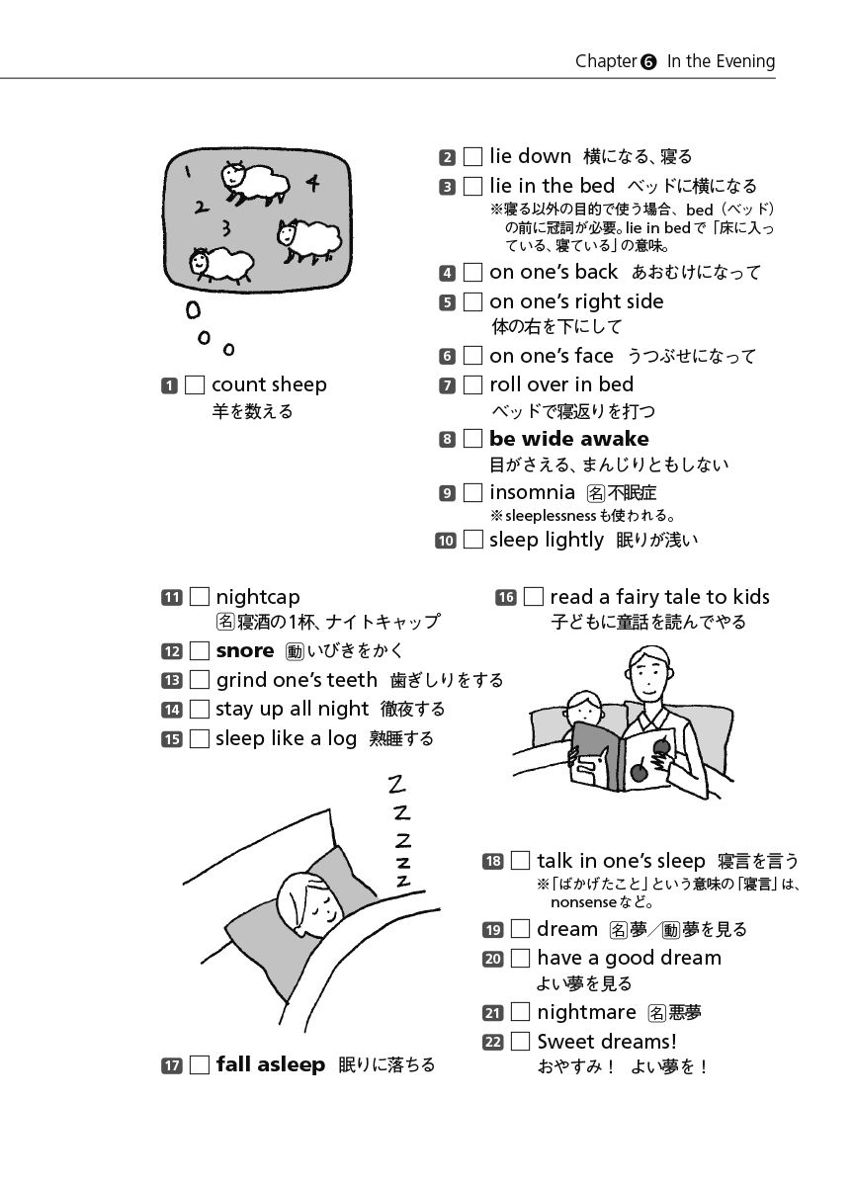 Chapter❻ In the Evening
1
2
3
4
1 □ count sheep
羊を数える
2 □ lie down 横になる、寝る
3 □ lie in the bed ベッドに横になる
※寝る以外の目的で使う場合、bed（ベッド）
の前に冠詞が必要。lie in bedで「床に入っ
ている、寝ている」の意味。
4 □ on one's back あおむけになって
5 □ on one's right side
体の右を下にして
6 □ on one's face うつぶせになって
7 □ roll over in bed
ベッドで寝返りを打つ
8 □ be wide awake
目がさえる、まんじりともしない
9 □ insomnia 名不眠症
※sleeplessnessも使われる。
10 □ sleep lightly 眠りが浅い
11 □ nightcap
名寝酒の1杯、ナイトキャップ
12 □ snore 動いびきをかく
13 □ grind one's teeth 歯ぎしりをする
14 □ stay up all night 徹夜する
15 □ sleep like a log 熟睡する
16 □ read a fairy tale to kids
子どもに童話を読んでやる
Z
Z
Z
Z
Z
17 □ fall asleep 眠りに落ちる
18 □ talk in one's sleep 寝言を言う
※「ばかげたこと」という意味の「寝言」は、
nonsenseなど。
19 □ dream 名夢／動夢を見る
20 □ have a good dream
よい夢を見る
21 □ nightmare 名悪夢
22 □ Sweet dreams!
おやすみ！ よい夢を！